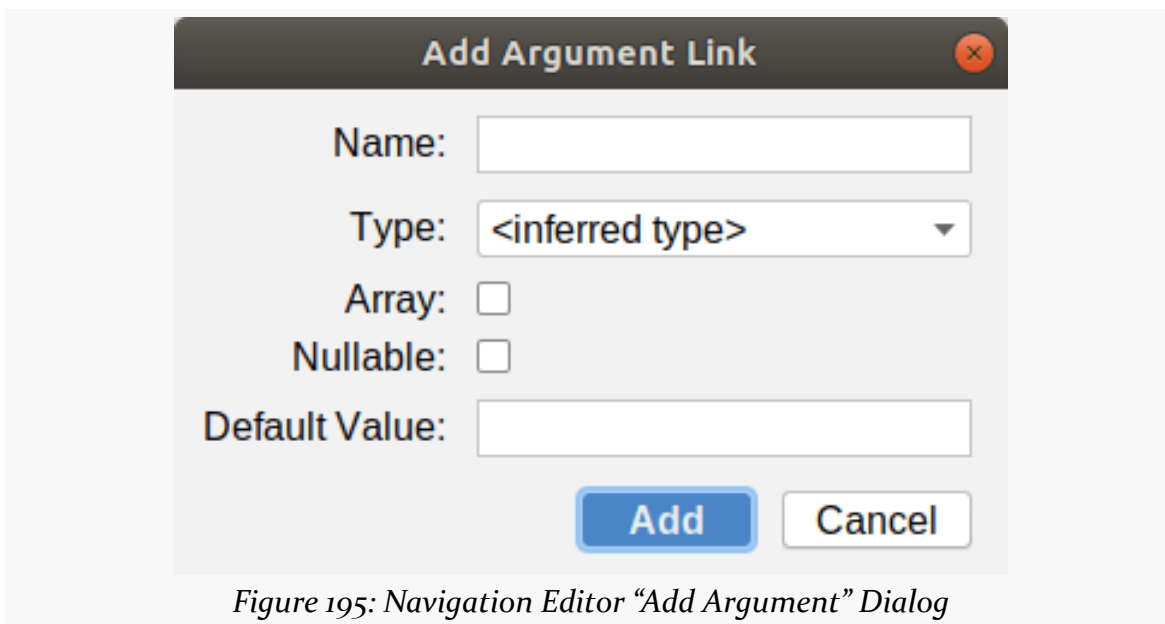 Add Argument Link
Name:
Type: <inferred type>
Array:
Nullable:
Default Value:
Add Cancel
Figure 195: Navigation Editor “Add Argument” Dialog